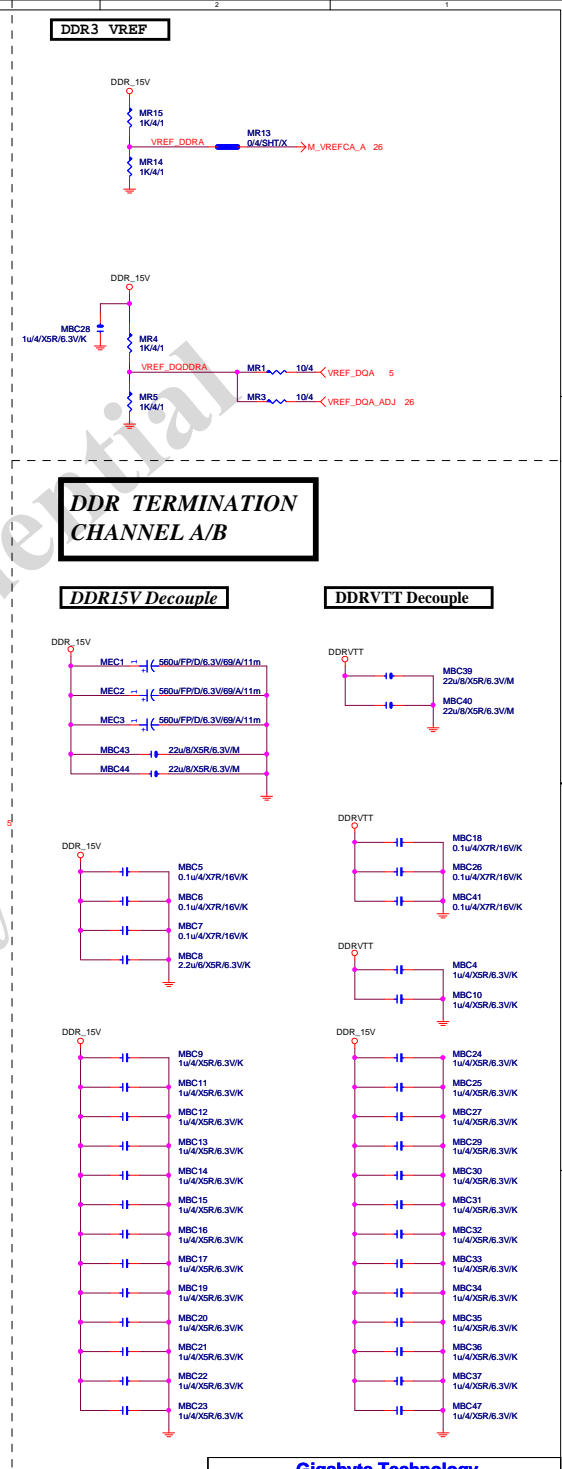 2
1
DDR3 VREF
DDR_15V
MR15
1K/4/1
VREF_DDRA
MR13
0/4/SHT/X
M_VREFCA_A 26
MR14
1K/4/1
DDR_15V
MBC28
1u/4/X5R/6.3V/K
MR4
1K/4/1
VREF_DQDDRA
MR1
10/4
VREF_DQA 5
MR5
1K/4/1
MR3
10/4
VREF_DQA_ADJ 26
DDR TERMINATION
CHANNEL A/B
DDR15V Decouple
DDR_15V
MEC1 1 + 560u/FP/D/6.3V/69/A/11m
MEC2 1 + 560u/FP/D/6.3V/69/A/11m
MEC3 1 + 560u/FP/D/6.3V/69/A/11m
MBC43 22u/8/X5R/6.3V/M
MBC44 22u/8/X5R/6.3V/M
DDRVTT Decouple
DDRVTT
MBC39
22u/8/X5R/6.3V/M
MBC40
22u/8/X5R/6.3V/M
5
DDR_15V
MBC5
0.1u/4/X7R/16V/K
MBC6
0.1u/4/X7R/16V/K
MBC7
0.1u/4/X7R/16V/K
MBC8
2.2u/6/X5R/6.3V/K
DDRVTT
MBC18
0.1u/4/X7R/16V/K
MBC26
0.1u/4/X7R/16V/K
MBC41
0.1u/4/X7R/16V/K
DDRVTT
MBC4
1u/4/X5R/6.3V/K
MBC10
1u/4/X5R/6.3V/K
DDR_15V
MBC9
1u/4/X5R/6.3V/K
MBC11
1u/4/X5R/6.3V/K
MBC12
1u/4/X5R/6.3V/K
MBC13
1u/4/X5R/6.3V/K
MBC14
1u/4/X5R/6.3V/K
MBC15
1u/4/X5R/6.3V/K
MBC16
1u/4/X5R/6.3V/K
MBC17
1u/4/X5R/6.3V/K
MBC19
1u/4/X5R/6.3V/K
MBC20
1u/4/X5R/6.3V/K
MBC21
1u/4/X5R/6.3V/K
MBC22
1u/4/X5R/6.3V/K
MBC23
1u/4/X5R/6.3V/K
DDR_15V
MBC24
1u/4/X5R/6.3V/K
MBC25
1u/4/X5R/6.3V/K
MBC27
1u/4/X5R/6.3V/K
MBC29
1u/4/X5R/6.3V/K
MBC30
1u/4/X5R/6.3V/K
MBC31
1u/4/X5R/6.3V/K
MBC32
1u/4/X5R/6.3V/K
MBC33
1u/4/X5R/6.3V/K
MBC34
1u/4/X5R/6.3V/K
MBC35
1u/4/X5R/6.3V/K
MBC36
1u/4/X5R/6.3V/K
MBC37
1u/4/X5R/6.3V/K
MBC47
1u/4/X5R/6.3V/K
Gigabyte Technology